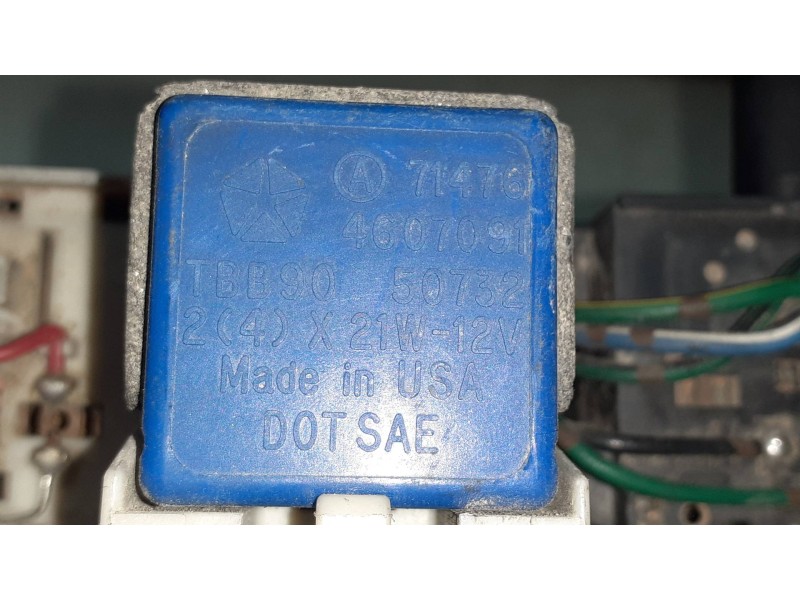 A 71476
4607091
TBB90 50732
2(4) X 21W-12V
Made in USA
DOT SAE